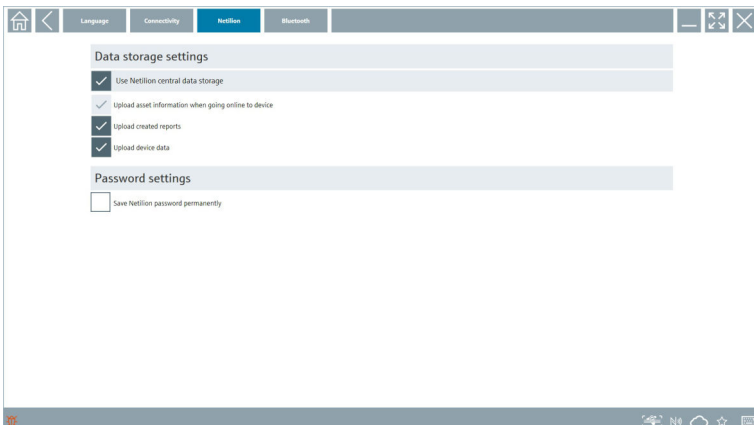 Language
Connectivity
Netilion
Bluetooth
Data storage settings
Use Netilion central data storage
Upload asset information when going online to device
Upload created reports
Upload device data
Password settings
Save Netilion password permanently
N